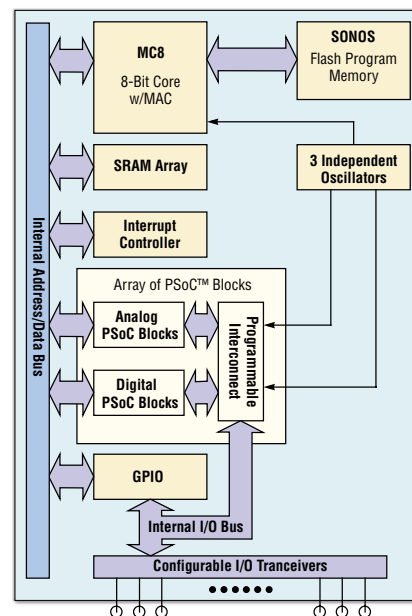 MC8
8-Bit Core
w/MAC
SONOS
Flash Program
Memory
SRAM Array
3 Independent
Oscillators
Interrupt
Controller
Internal Address/Data Bus
Array of PSoC™ Blocks
Analog
PSoC Blocks
Digital
PSoC Blocks
Programmable
Interconnect
GPIO
Internal I/O Bus
Configurable I/O Tranceivers